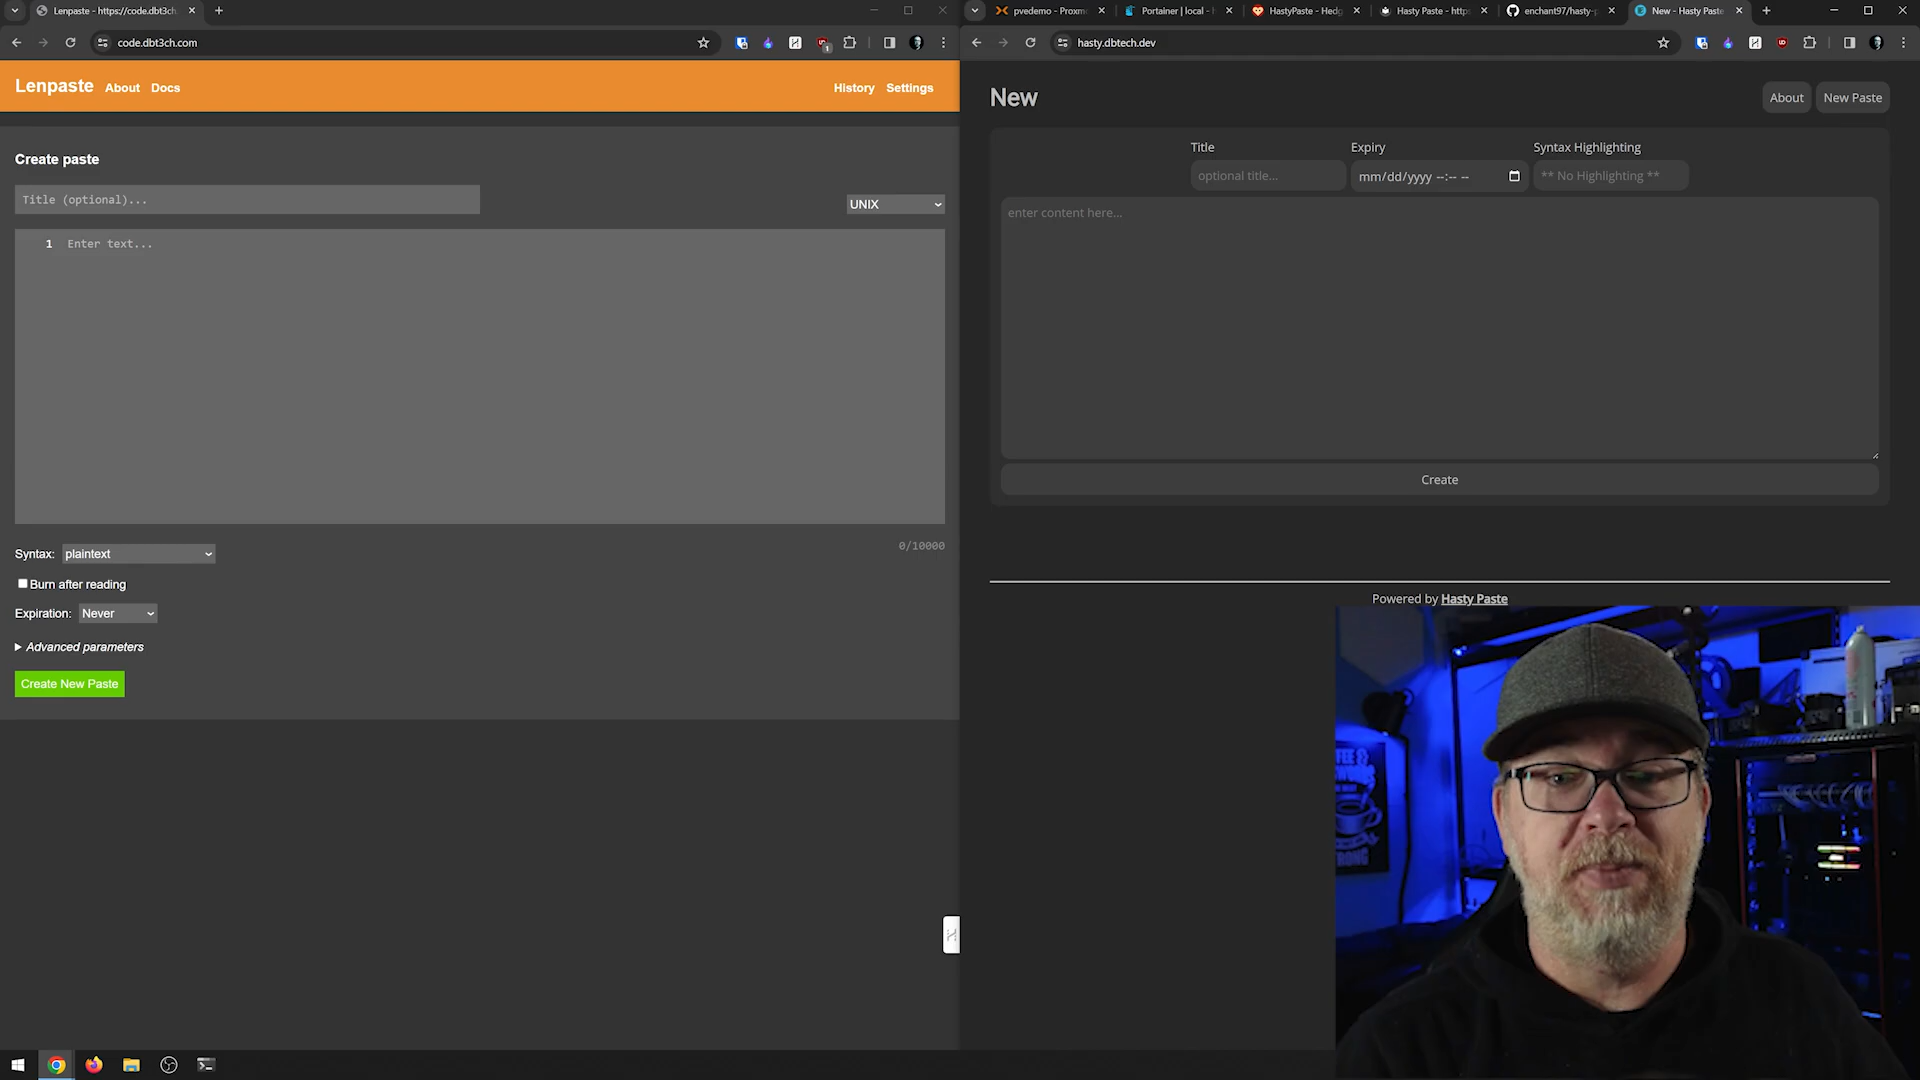 Lenpaste - https://code.dbt3ch.
code.dbt3ch.com
1
Lenpaste About Docs History Settings
Create paste
Title (optional)...
UNIX
1 Enter text...
0/10000
Syntax: plaintext
Burn after reading
Expiration: Never
Advanced parameters
Create New Paste
pvedemo - Proxm
Portainer | local -
HastyPaste - Hedg
Hasty Paste - http
enchant97/hasty-p
New - Hasty Paste
hasty.dbtech.dev
New
About
New Paste
Title
Expiry
Syntax Highlighting
optional title...
mm/dd/yyyy --:-- --
** No Highlighting **
enter content here...
Create
Powered by Hasty Paste